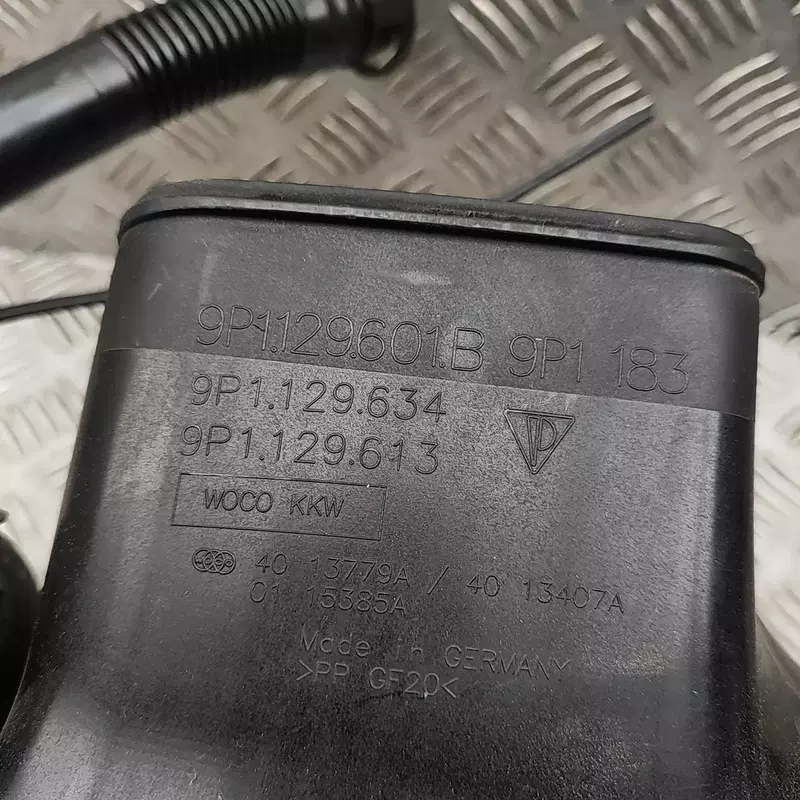 9P1.129.601.B 9P1 183
9P1.129.634
9P1.129.613
WOCO KKW
40 13779A / 40 13407A
01 15385A
Made in GERMANY
>PP GF20<